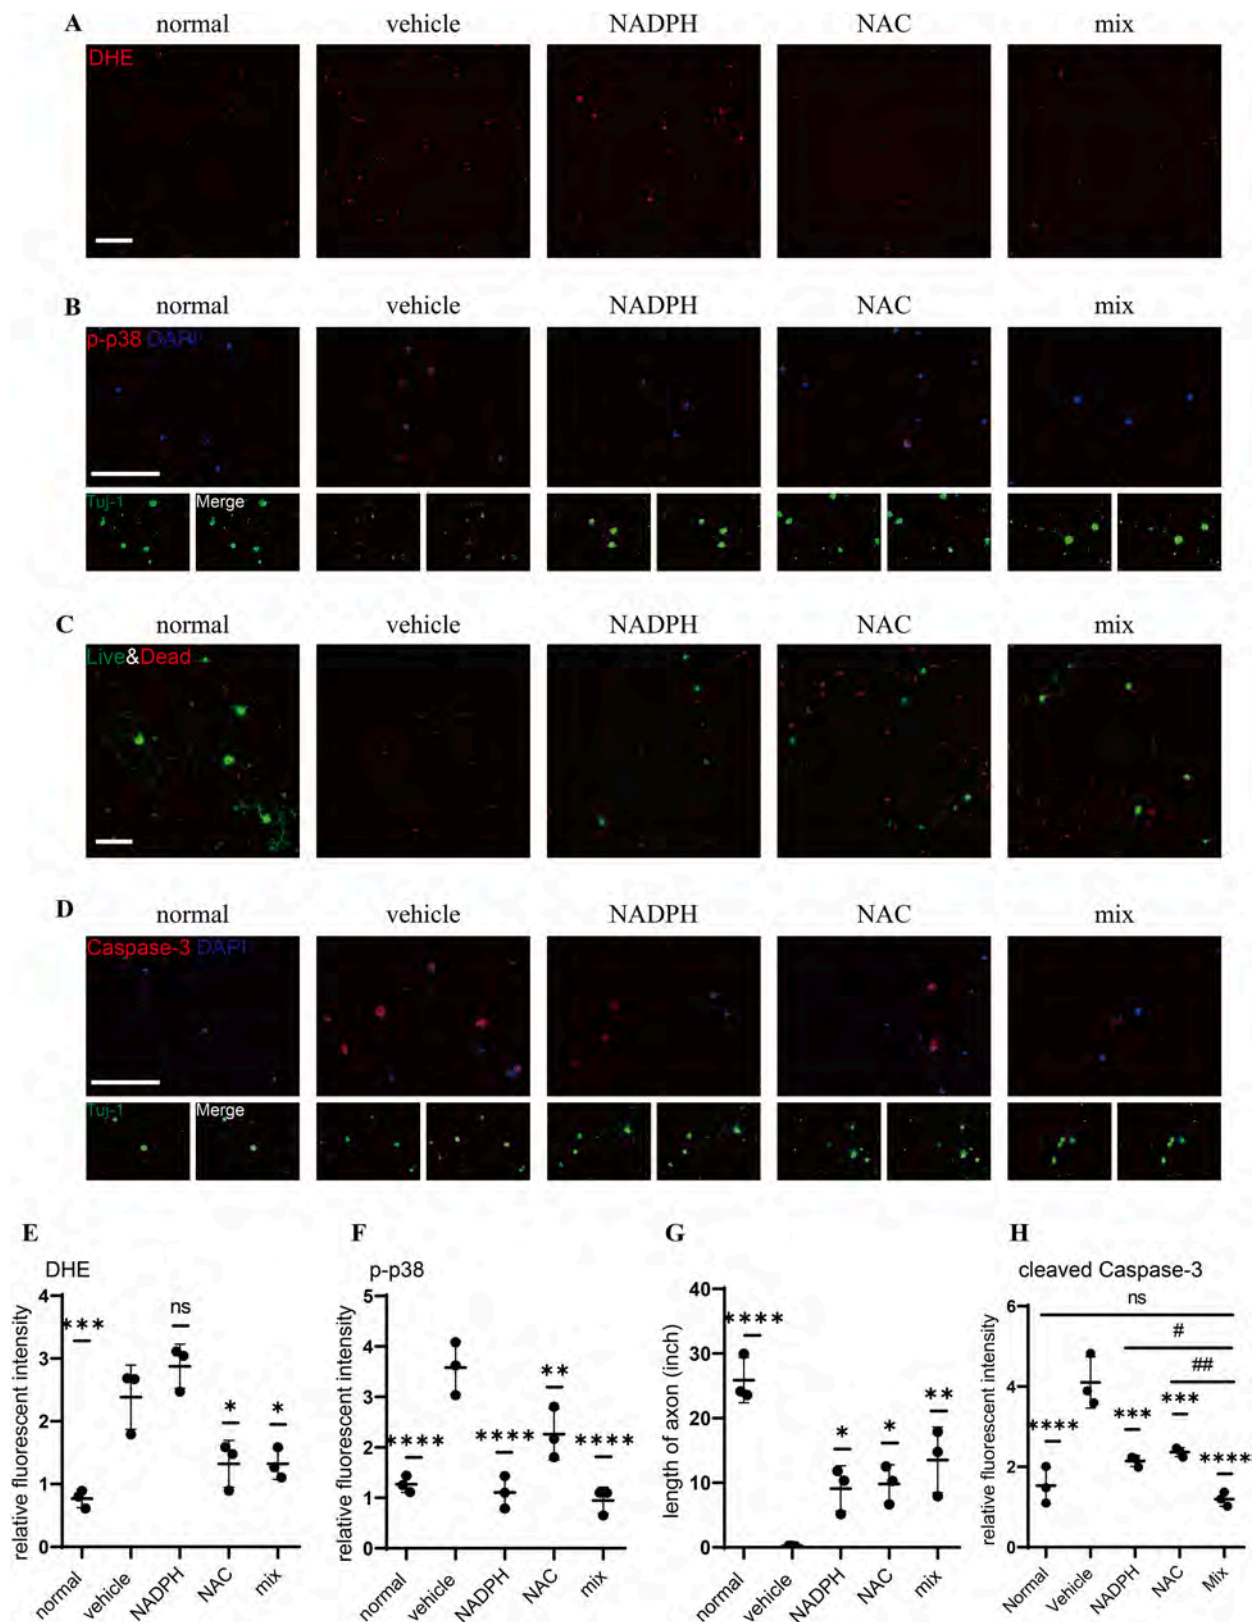 A
normal vehicle NADPH NAC mix
DHE
B
normal vehicle NADPH NAC mix
p-p38 DAPI
Tuj-1 Merge
C
normal vehicle NADPH NAC mix
Live&Dead
D
normal vehicle NADPH NAC mix
Caspase-3 DAPI
Tuj-1 Merge
E
DHE
relative fluorescent intensity
4
3
2
1
0
***
ns
*
*
normal vehicle NADPH NAC mix
F
p-p38
relative fluorescent intensity
5
4
3
2
1
0
****
****
**
****
normal vehicle NADPH NAC mix
G
length of axon (inch)
40
30
20
10
0
****
*
*
**
normal vehicle NADPH NAC mix
H
cleaved Caspase-3
relative fluorescent intensity
6
4
2
0
ns
#
##
****
***
***
****
Normal Vehicle NADPH NAC Mix